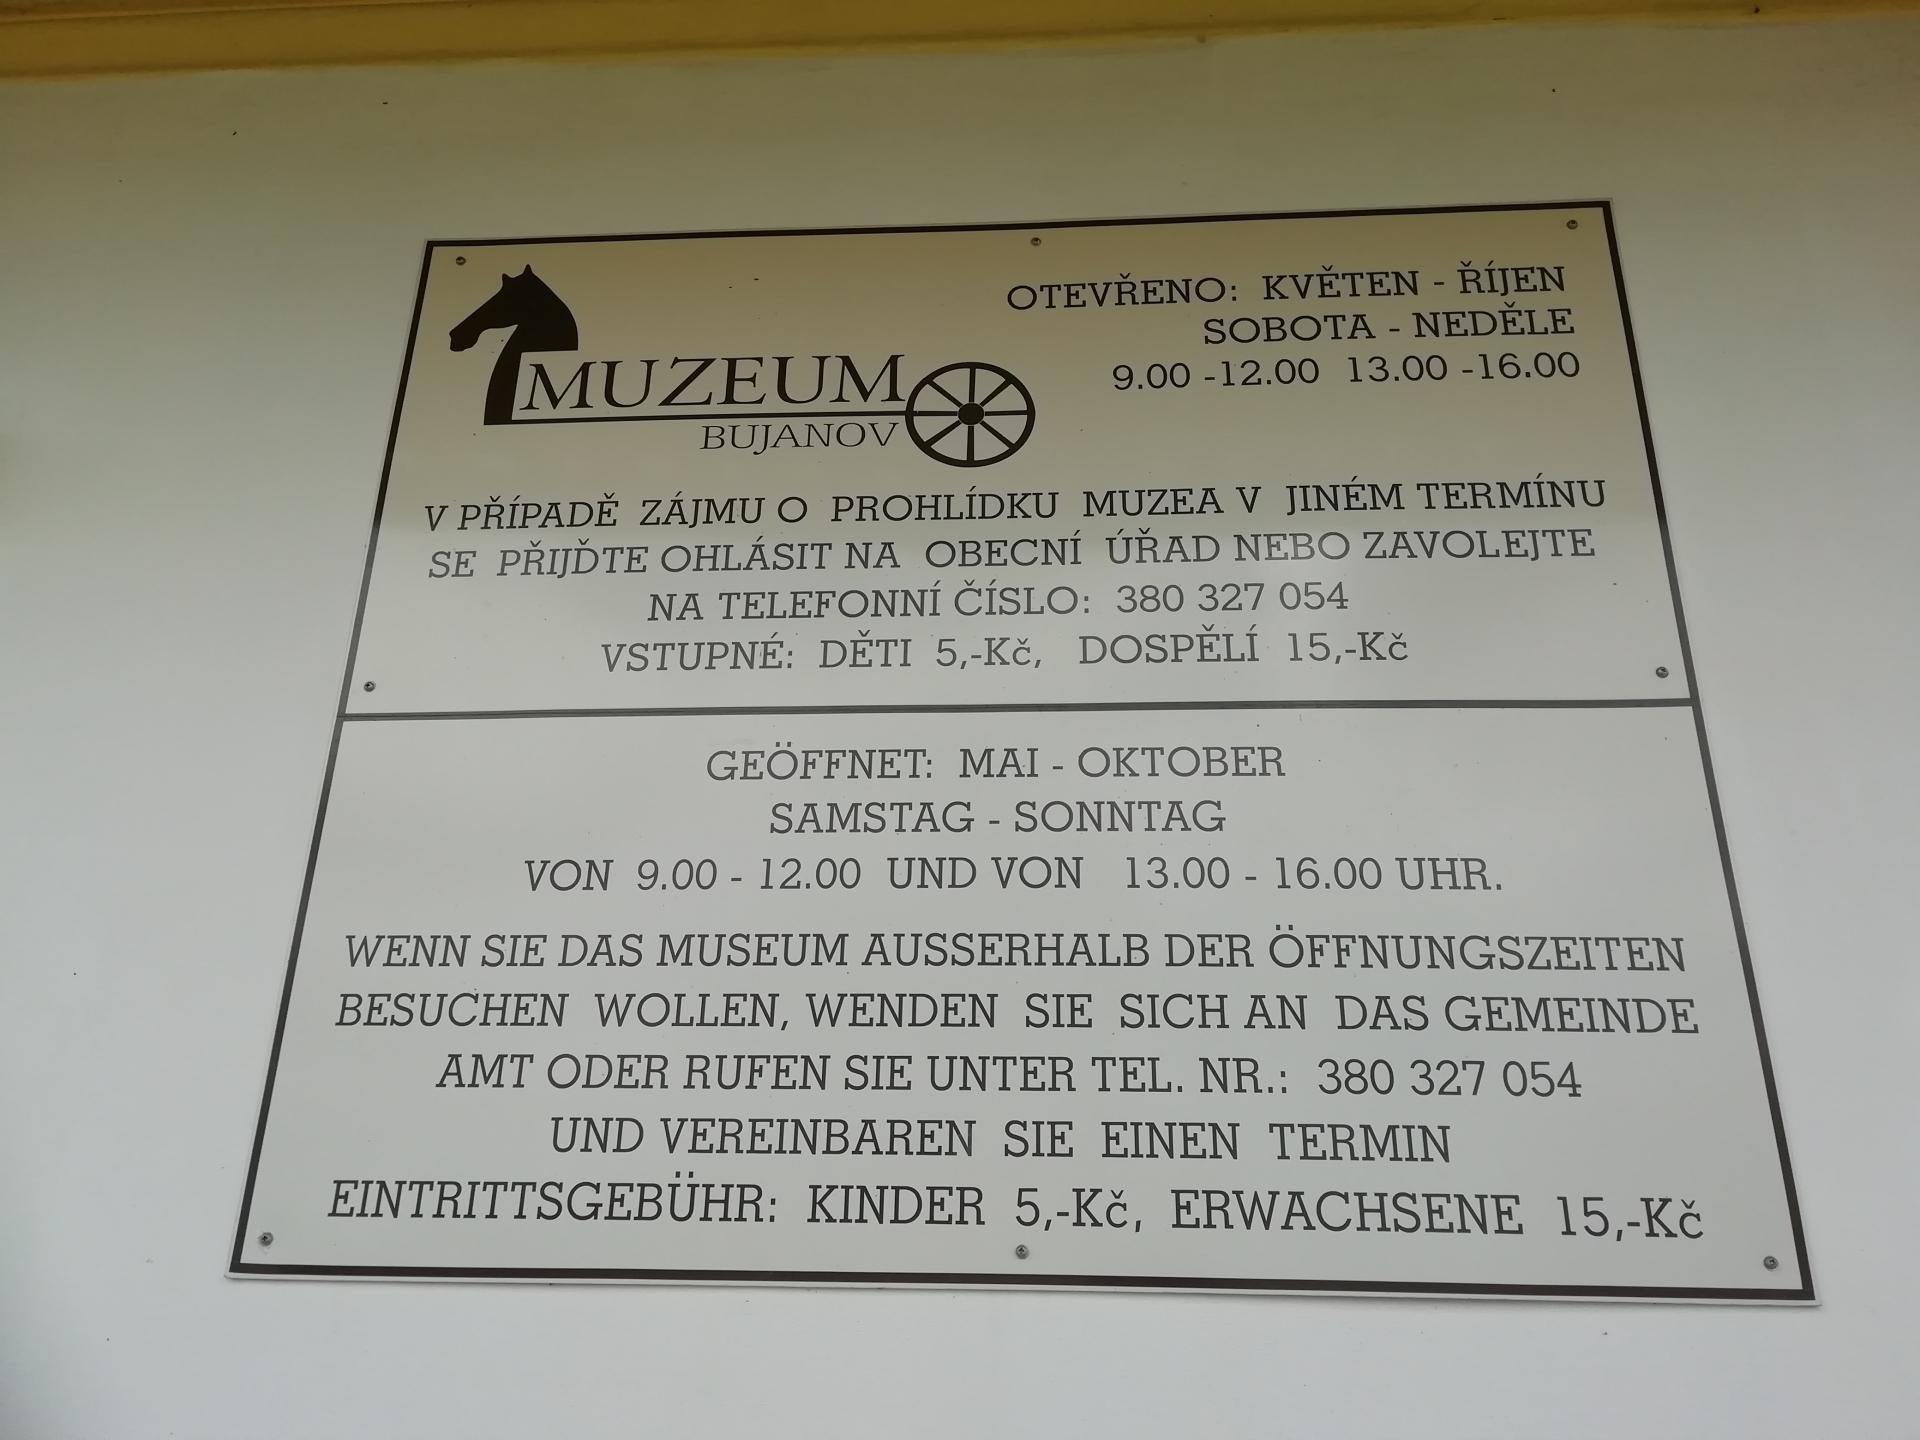 MUZEUM
BUJANOV
OTEVŘENO: KVĚTEN - ŘÍJEN
SOBOTA - NEDĚLE
9.00 -12.00 13.00 -16.00
V PŘÍPADĚ ZÁJMU O PROHLÍDKU MUZEA V JINÉM TERMÍNU
SE PŘIJĎTE OHLÁSIT NA OBECNÍ ÚŘAD NEBO ZAVOLEJTE
NA TELEFONNÍ ČÍSLO: 380 327 054
VSTUPNÉ: DĚTI 5,-Kč, DOSPĚLÍ 15,-Kč
GEÖFFNET: MAI - OKTOBER
SAMSTAG - SONNTAG
VON 9.00 - 12.00 UND VON 13.00 - 16.00 UHR.
WENN SIE DAS MUSEUM AUSSERHALB DER ÖFFNUNGSZEITEN
BESUCHEN WOLLEN, WENDEN SIE SICH AN DAS GEMEINDE
AMT ODER RUFEN SIE UNTER TEL. NR.: 380 327 054
UND VEREINBAREN SIE EINEN TERMIN
EINTRITTSGEBÜHR: KINDER 5,-Kč, ERWACHSENE 15,-Kč